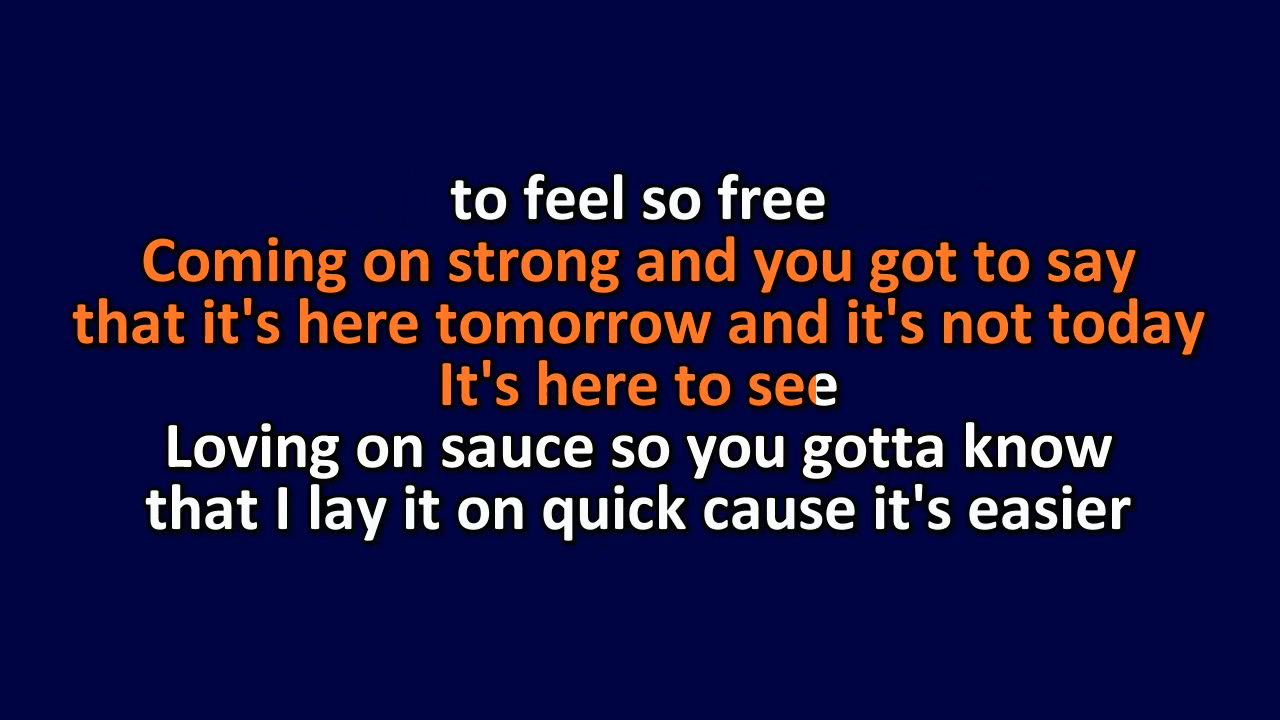 to feel so free
Coming on strong and you got to say
that it's here tomorrow and it's not today
It's here to see
Loving on sauce so you gotta know
that I lay it on quick cause it's easier